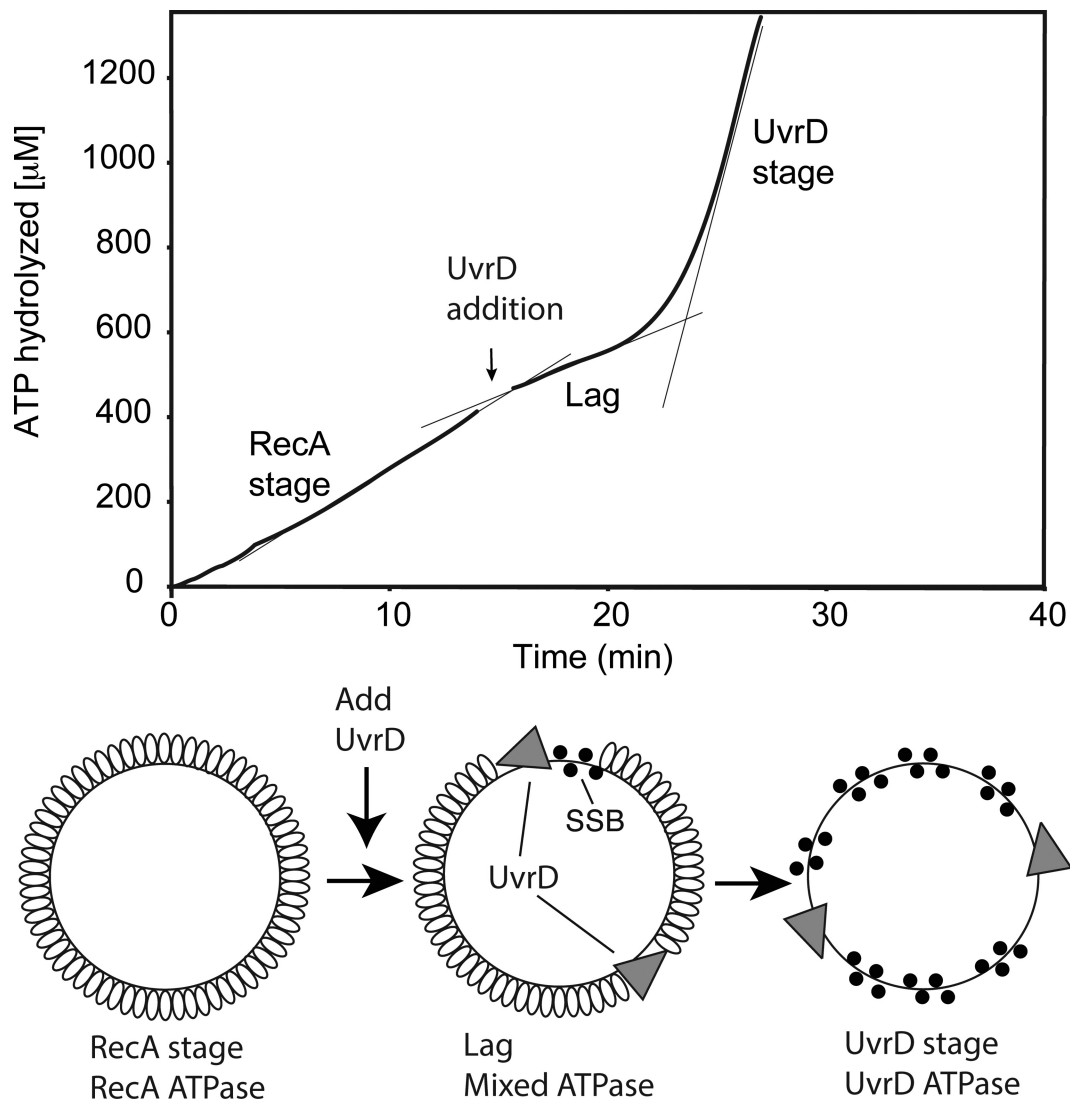 1200
1000
800
600
400
200
0
ATP hydrolyzed [μM]
UvrD
stage
UvrD
addition
Lag
RecA
stage
0
10
20
30
40
Time (min)
Add
UvrD
SSB
UvrD
RecA stage
RecA ATPase
Lag
Mixed ATPase
UvrD stage
UvrD ATPase